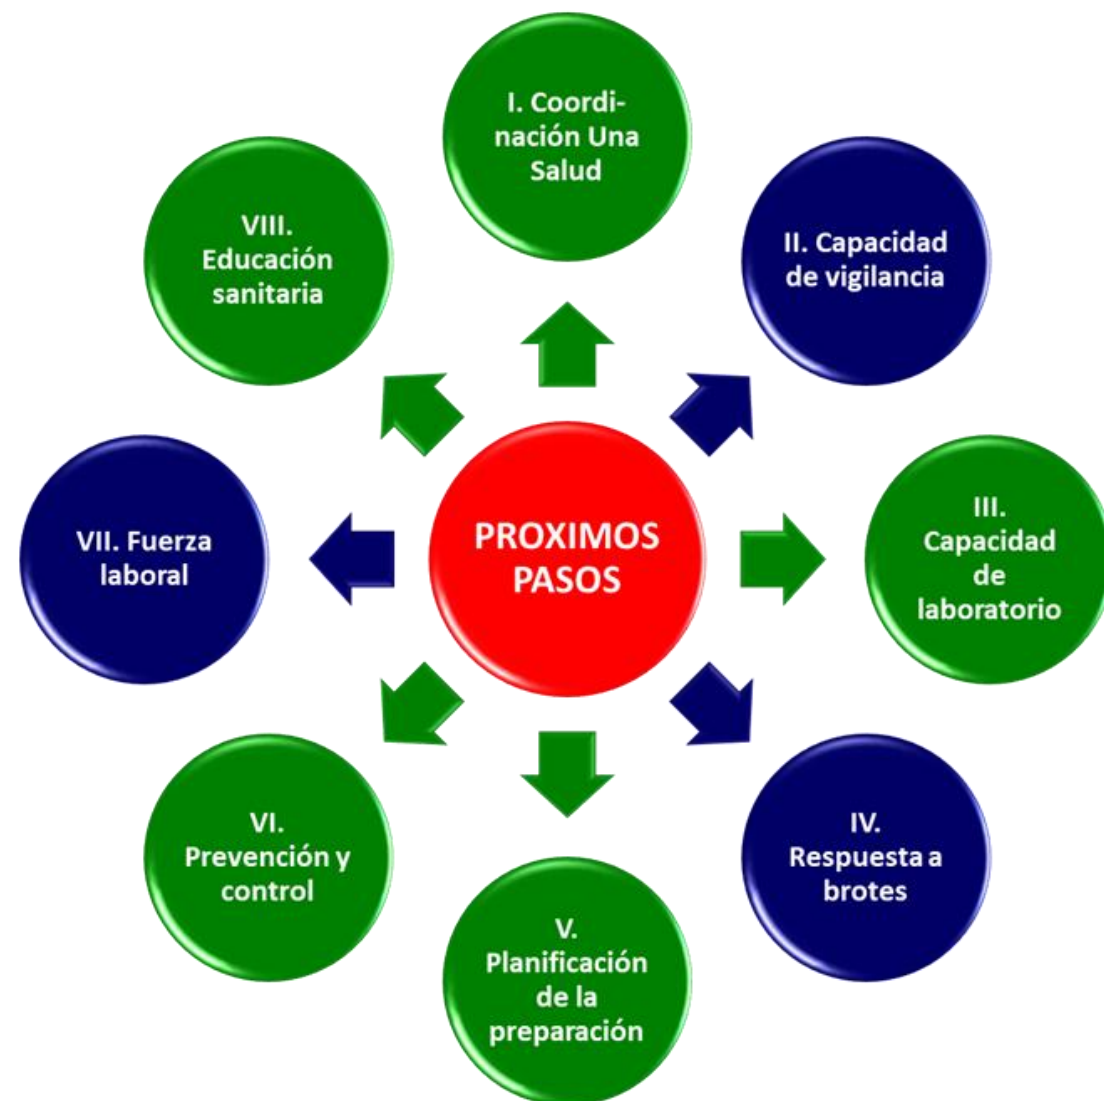 I. Coordi-
nación Una
Salud
II. Capacidad
de vigilancia
III.
Capacidad
de
laboratorio
IV.
Respuesta a
brotes
V.
Planificación
de la
preparación
VI.
Prevención y
control
VII. Fuerza
laboral
VIII.
Educación
sanitaria
PROXIMOS
PASOS